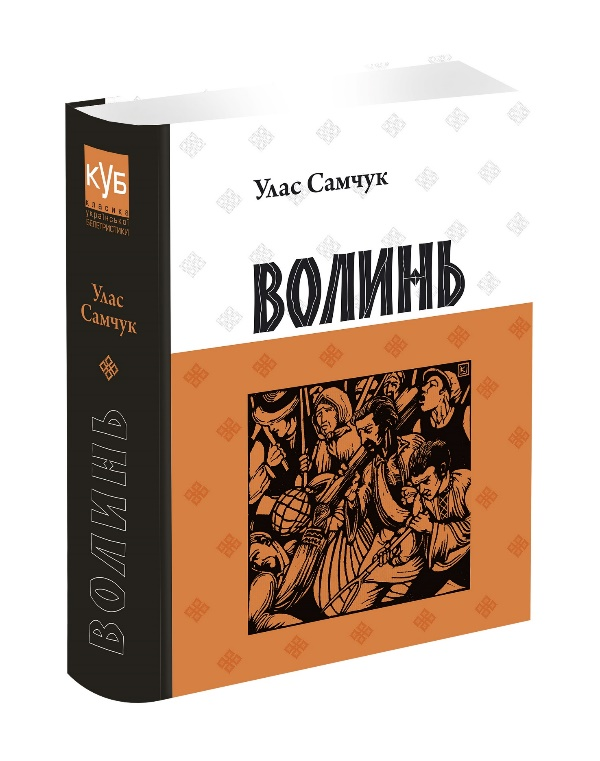 КУБ
класика
української
БЕЛЕТРИСТИКИ
Улас
Самчук
ВОЛИНЬ
Улас Самчук
ВОЛИНЬ